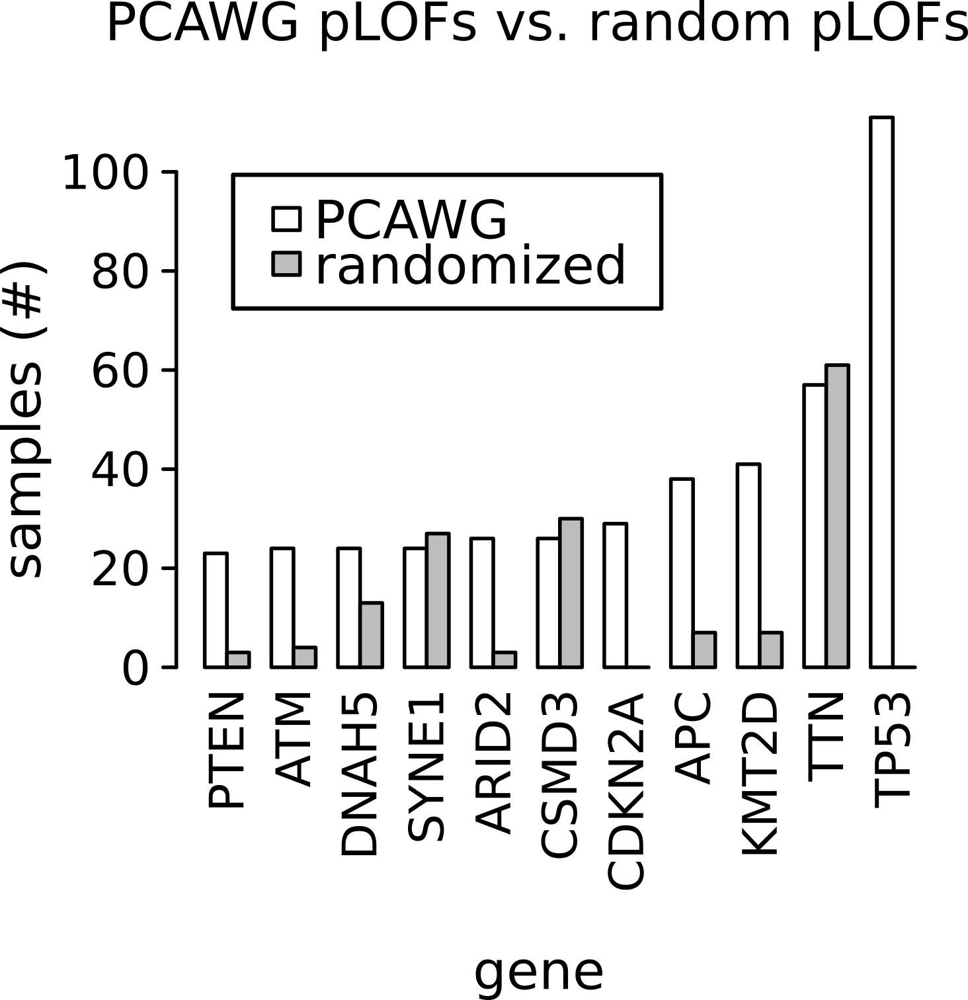 PCAWG pLOFs vs. random pLOFs
samples (#)
100
80
60
40
20
0
PCAWG
randomized
PTEN
ATM
DNAH5
SYNE1
ARID2
CSMD3
CDKN2A
APC
KMT2D
TTN
TP53
gene